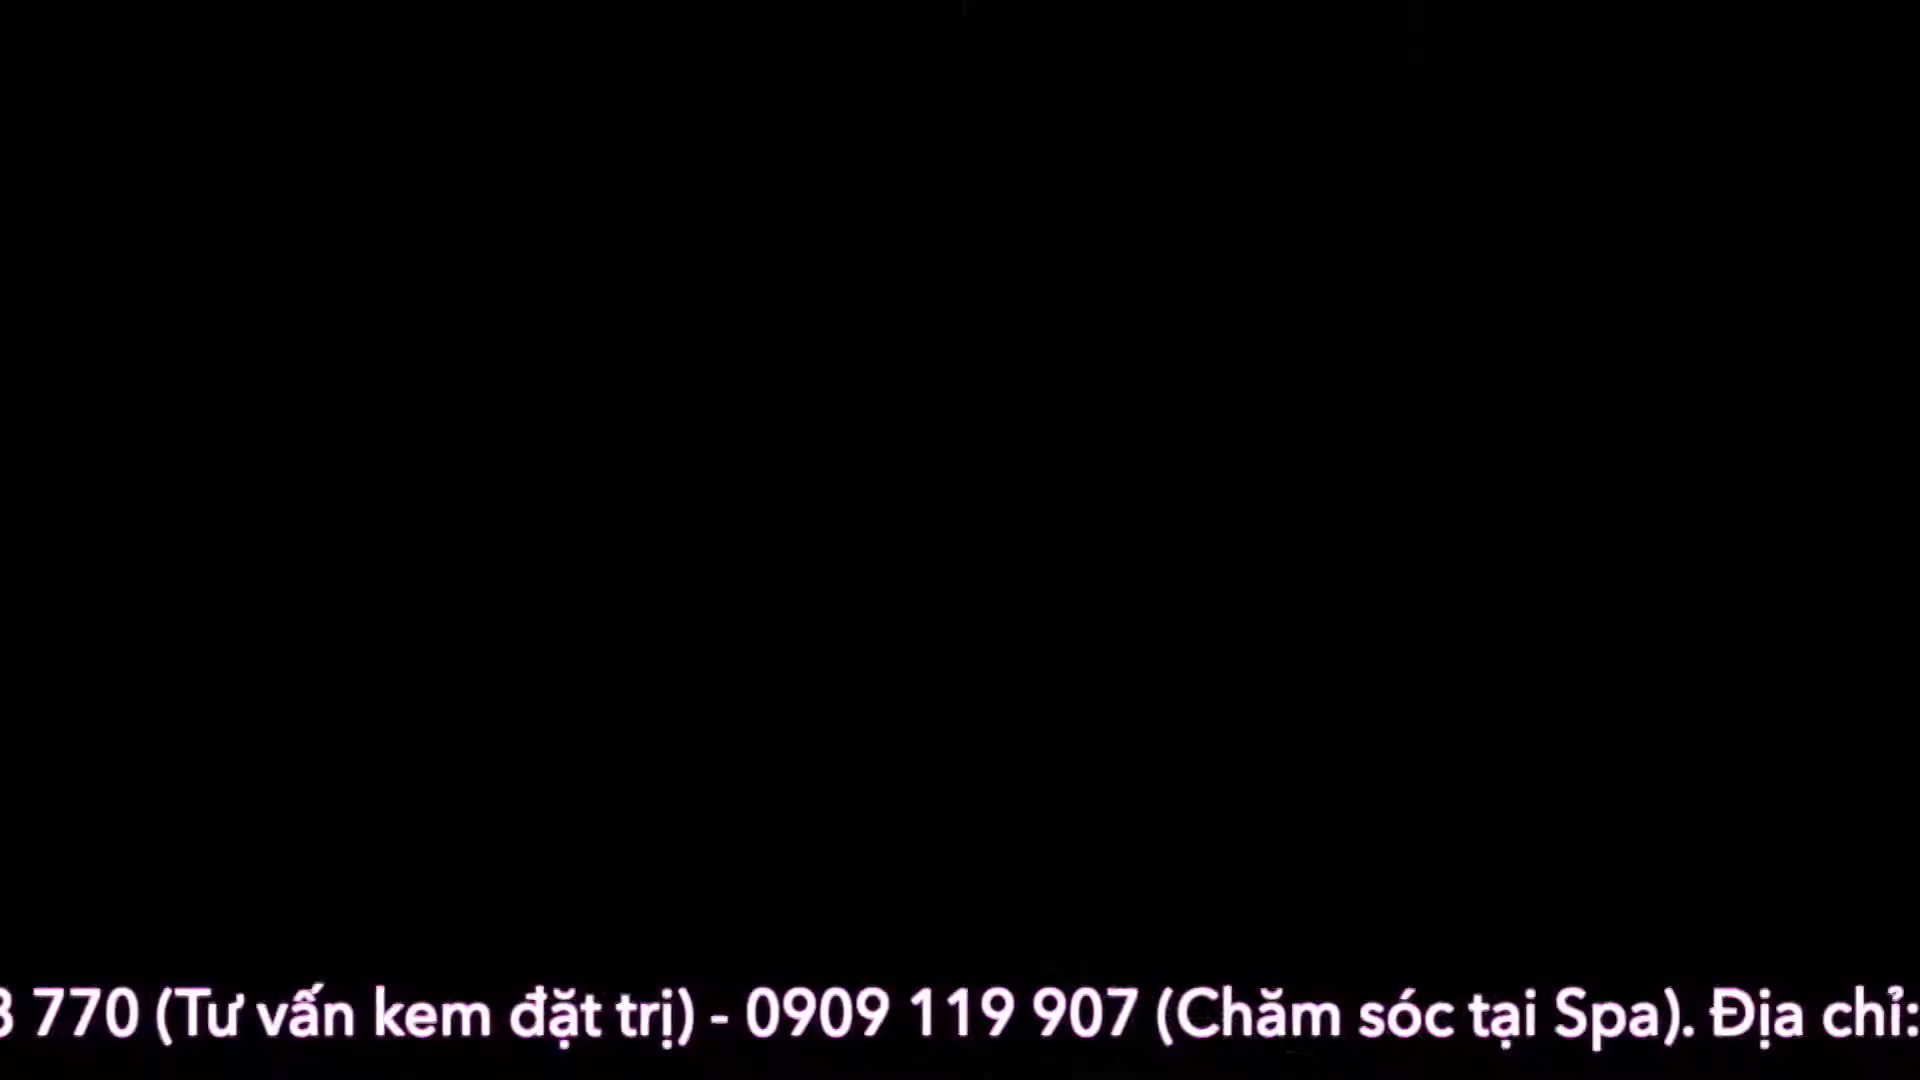 770 (Tư vấn kem đặt trị) - 0909 119 907 (Chăm sóc tại Spa). Địa chỉ: